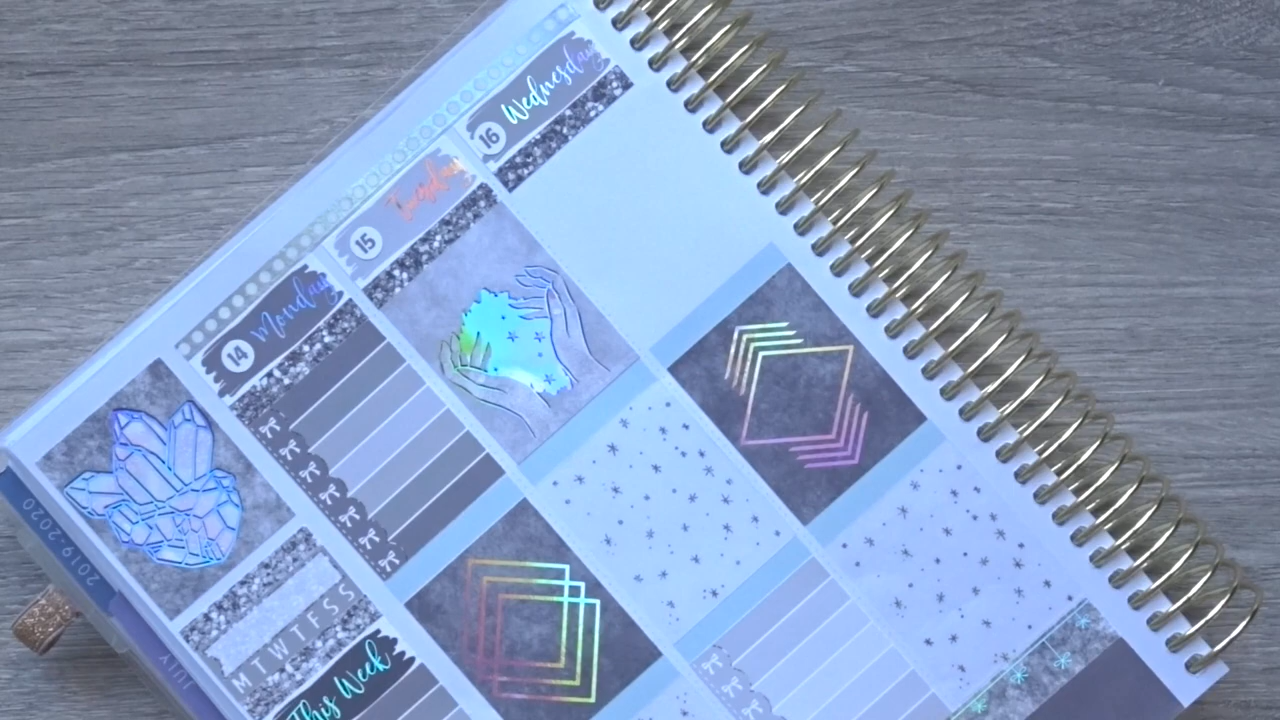 14 Monday
15 Tuesday
16 Wednesday
M T W T F S S
This Week
2019-2020
JULY